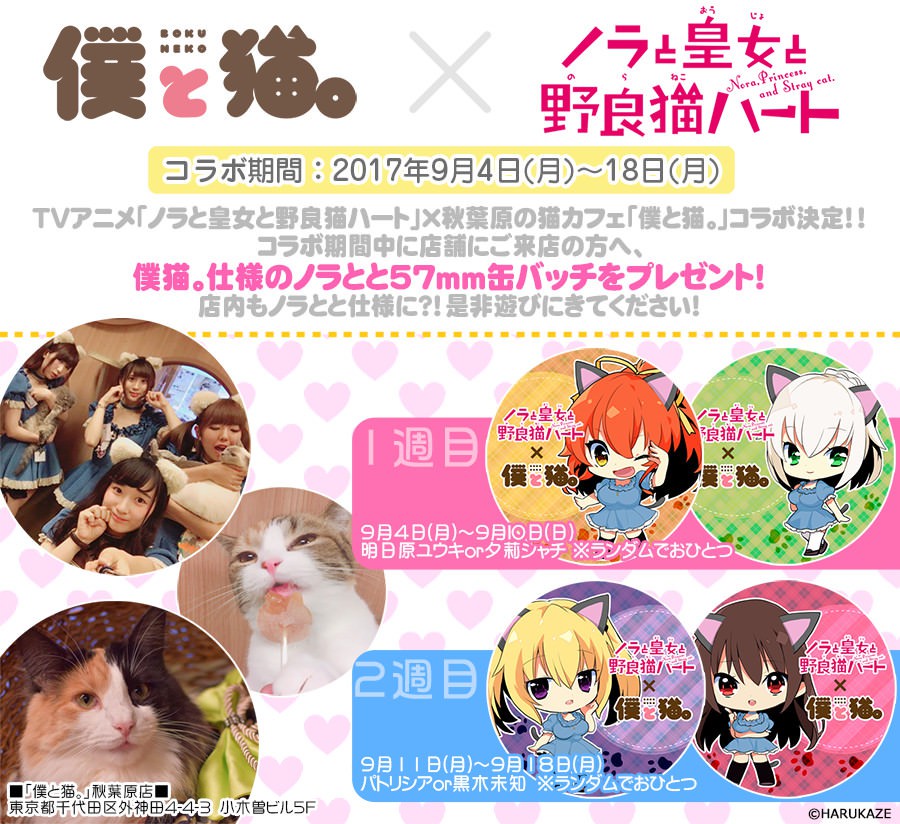 BOKU
NEKO
僕と猫。
×
おうじょ
ノラと皇女と
のらねこ
Nora, Princess,
and Stray cat.
野良猫ハート
コラボ期間：2017年9月4日(月)～18日(月)
TVアニメ「ノラと皇女と野良猫ハート」×秋葉原の猫カフェ「僕と猫。」コラボ決定!!
コラボ期間中に店舗にご来店の方へ、
僕猫。仕様のノラとと57mm缶バッチをプレゼント!
店内もノラとと仕様に?!是非遊びにきてください!
1週目
ノラと皇女と
野良猫ハート
×
僕と猫。
ノラと皇女と
野良猫ハート
×
僕と猫。
9月4日(月)～9月10日(日)
明日原ユウキor夕莉シャチ ※ランダムでおひとつ
2週目
ノラと皇女と
野良猫ハート
×
僕と猫。
ノラと皇女と
野良猫ハート
×
僕と猫。
9月11日(月)～9月18日(月)
パトリシアor黒木未知 ※ランダムでおひとつ
■「僕と猫。」秋葉原店■
東京都千代田区外神田4-4-3 小木曽ビル5F
©HARUKAZE